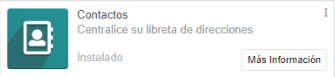 Contactos
Centralice su libreta de direcciones
Instalado
Más Información